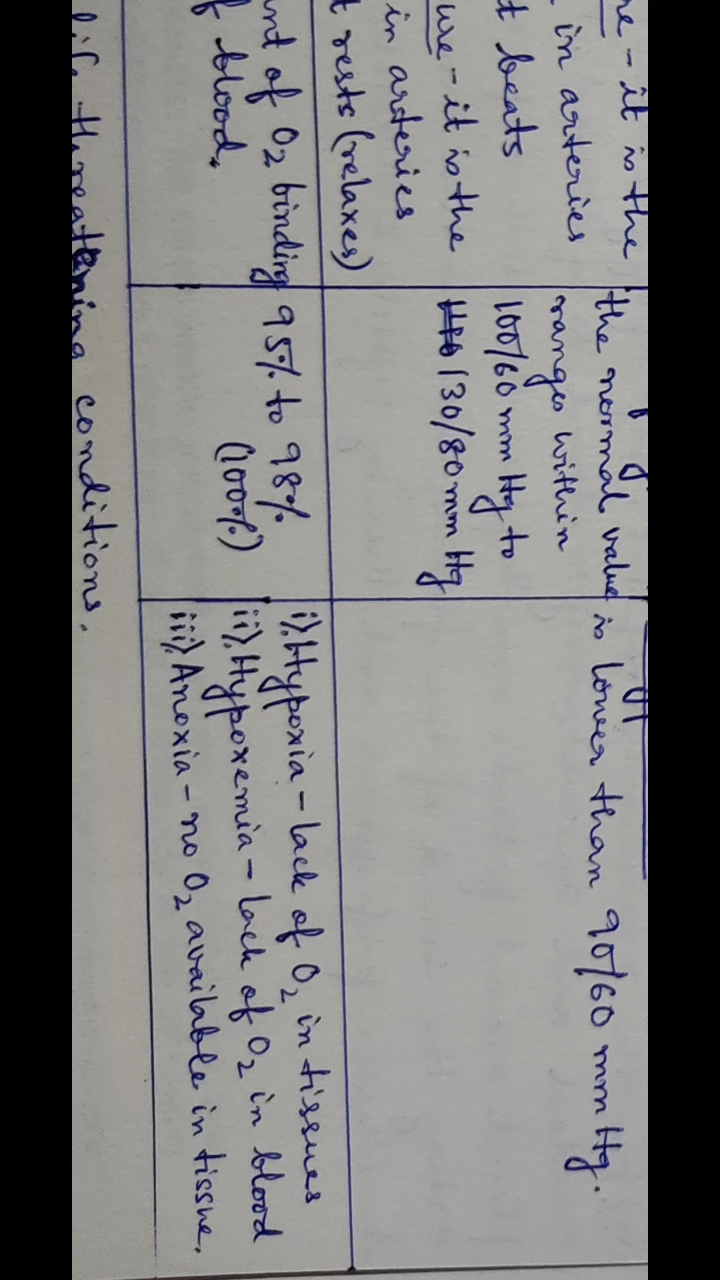 re - it is the
in arteries
t beats
ure - it is the
in arteries
t rests (relaxes)
the normal value
ranges within
100/60 mm Hg to
130/80 mm Hg
is lower than 90/60 mm Hg.
nt of O2 binding
f blood.
95% to 98%
(100%)
i). Hypoxia - lack of O2 in tissues
ii). Hypoxemia - lack of O2 in blood
iii). Anoxia - no O2 available in tissue.
life threatening conditions.